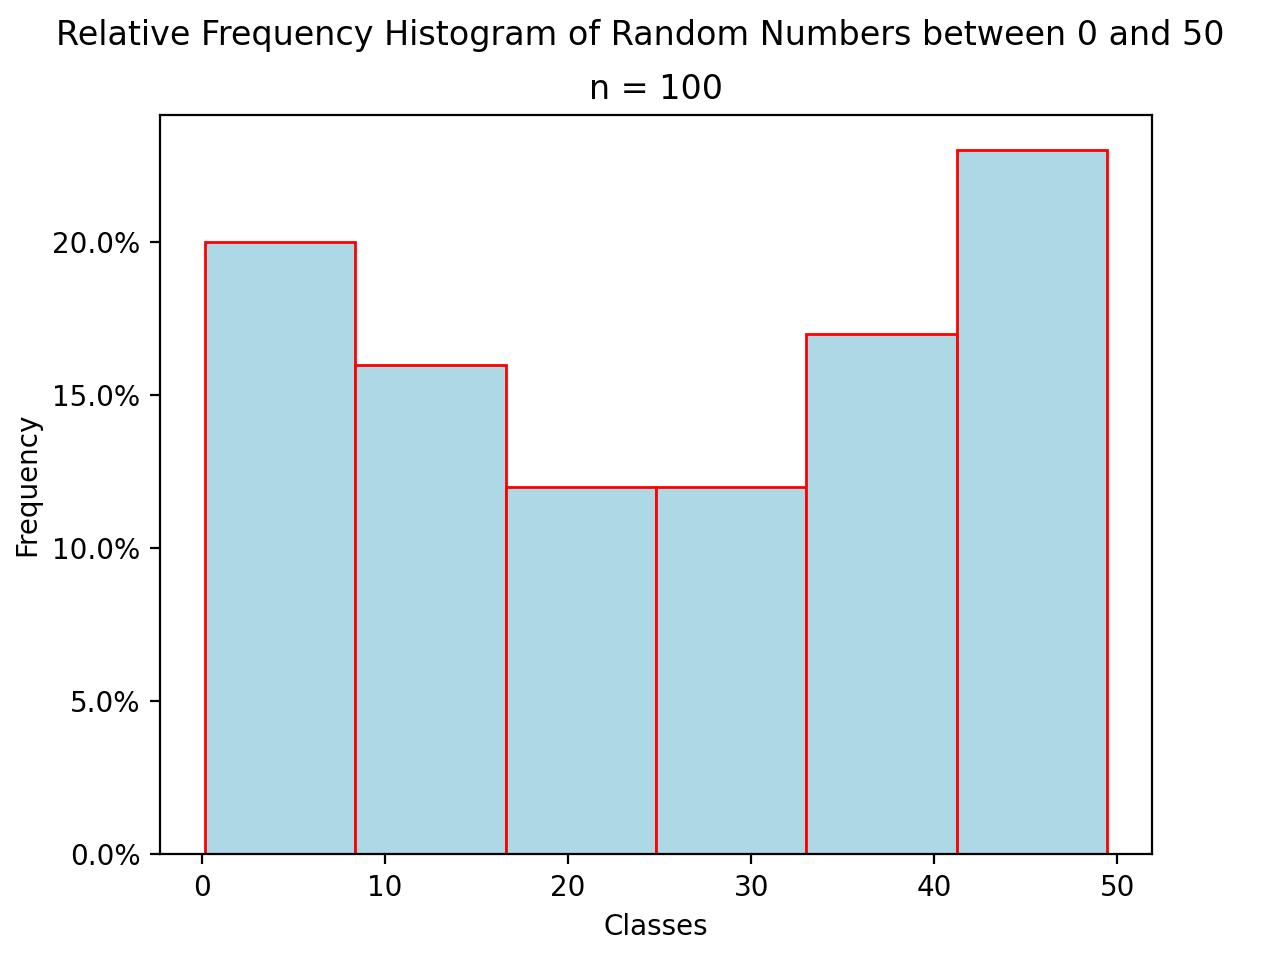 Relative Frequency Histogram of Random Numbers between 0 and 50
n = 100
20.0%
15.0%
10.0%
5.0%
0.0%
Frequency
0 10 20 30 40 50
Classes